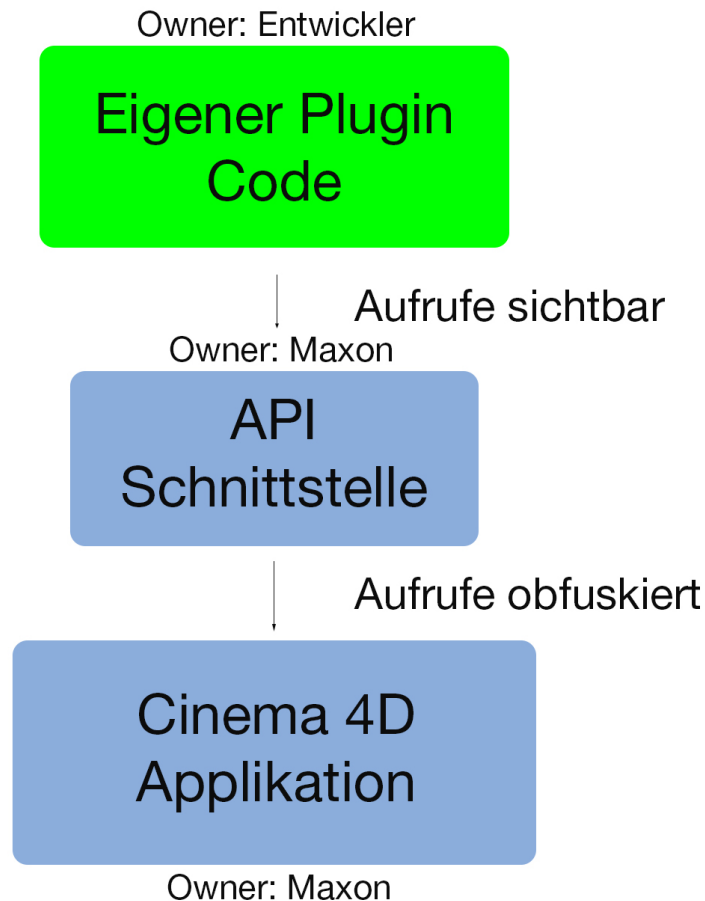 Owner: Entwickler
Eigener Plugin
Code
Aufrufe sichtbar
Owner: Maxon
API
Schnittstelle
Aufrufe obfuskiert
Cinema 4D
Applikation
Owner: Maxon